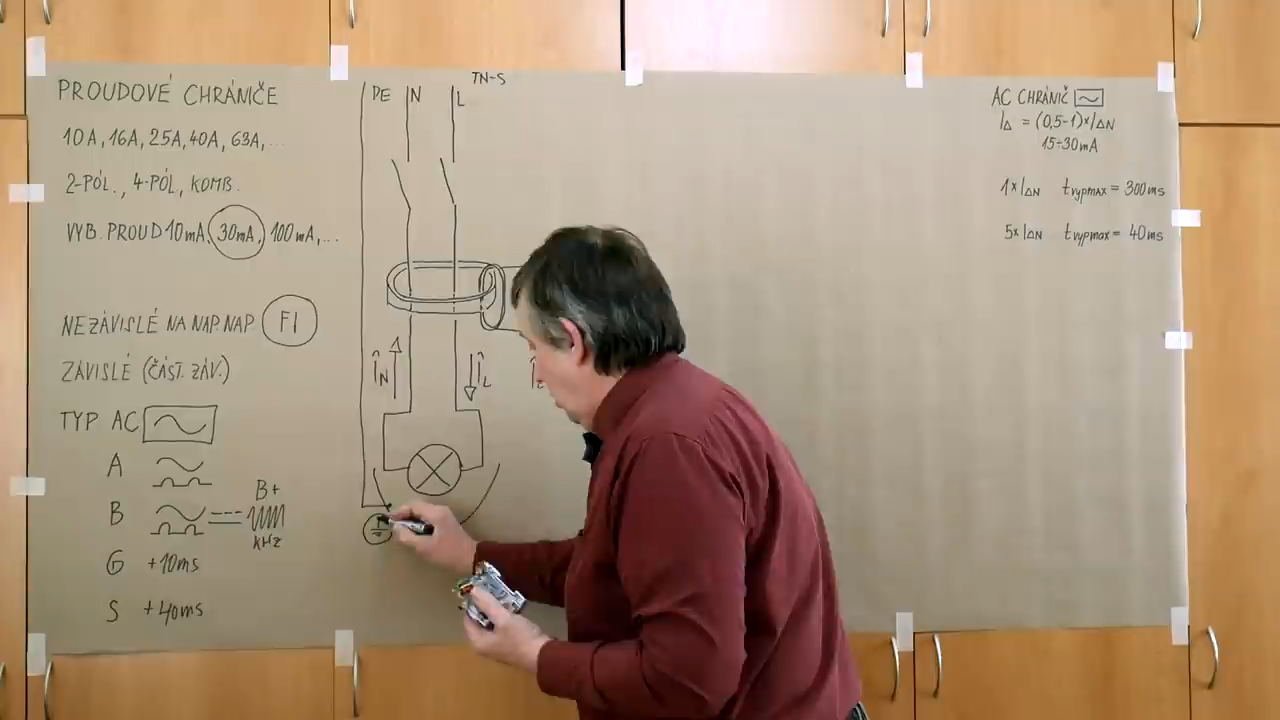 PROUDOVÉ CHRÁNIČE
10A, 16A, 25A, 40A, 63A, ...
2-PÓL., 4-PÓL, KOMB.
VYB. PROUD 10mA, 30mA, 100mA, ...
NEZÁVISLÉ NA NAP. NAP. FI
ZÁVISLÉ (ČÁST. ZÁV.)
TYP AC
A
B B+
kHz
G +10ms
S +40ms
TN-S
PE N L
ÎN ÎL
AC CHRÁNIČ
IΔ = (0,5-1)×IΔN
15-30mA
1×IΔN tvypmax = 300ms
5×IΔN tvypmax = 40ms